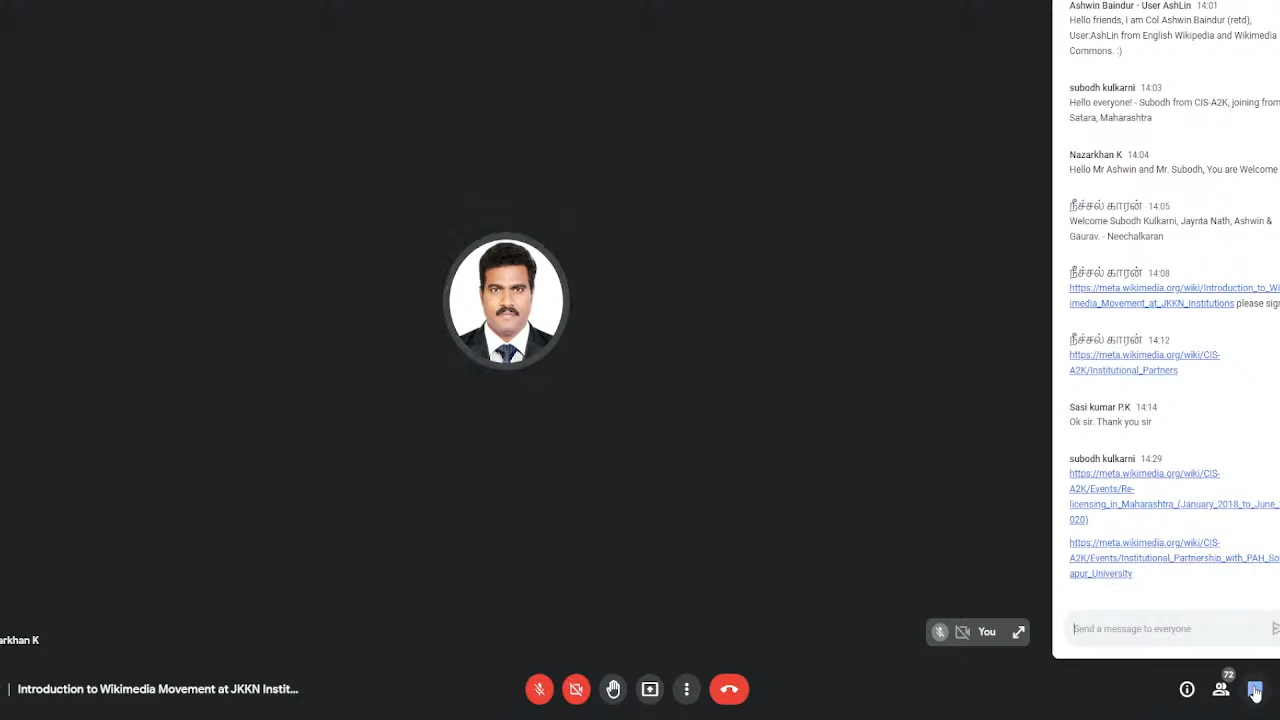 Ashwin Baindur - User AshLin 14:01
Hello friends, I am Col Ashwin Baindur (retd),
User:AshLin from English Wikipedia and Wikimedia
Commons. :)
subodh kulkarni 14:03
Hello everyone! - Subodh from CIS-A2K, joining from
Satara, Maharashtra
Nazarkhan K 14:04
Hello Mr Ashwin and Mr. Subodh, You are Welcome
நீச்சல் காரன் 14:05
Welcome Subodh Kulkarni, Jaynta Nath, Ashwin &
Gaurav. - Neechalkaran
நீச்சல் காரன் 14:08
https://meta.wikimedia.org/wiki/Introduction_to_Wi
imedia_Movement_at_JKKN_Institutions please sig
நீச்சல் காரன் 14:12
https://meta.wikimedia.org/wiki/CIS-
A2K/Institutional_Partners
Sasi kumar P.K 14:14
Ok sir. Thank you sir
subodh kulkarni 14:29
https://meta.wikimedia.org/wiki/CIS-
A2K/Events/Re-
licensing_in_Maharashtra_(January_2018_to_June_
020)
https://meta.wikimedia.org/wiki/CIS-
A2K/Events/Institutional_Partnership_with_PAH_So
apur_University
Send a message to everyone
arkhan K
You
Introduction to Wikimedia Movement at JKKN Instit...
72